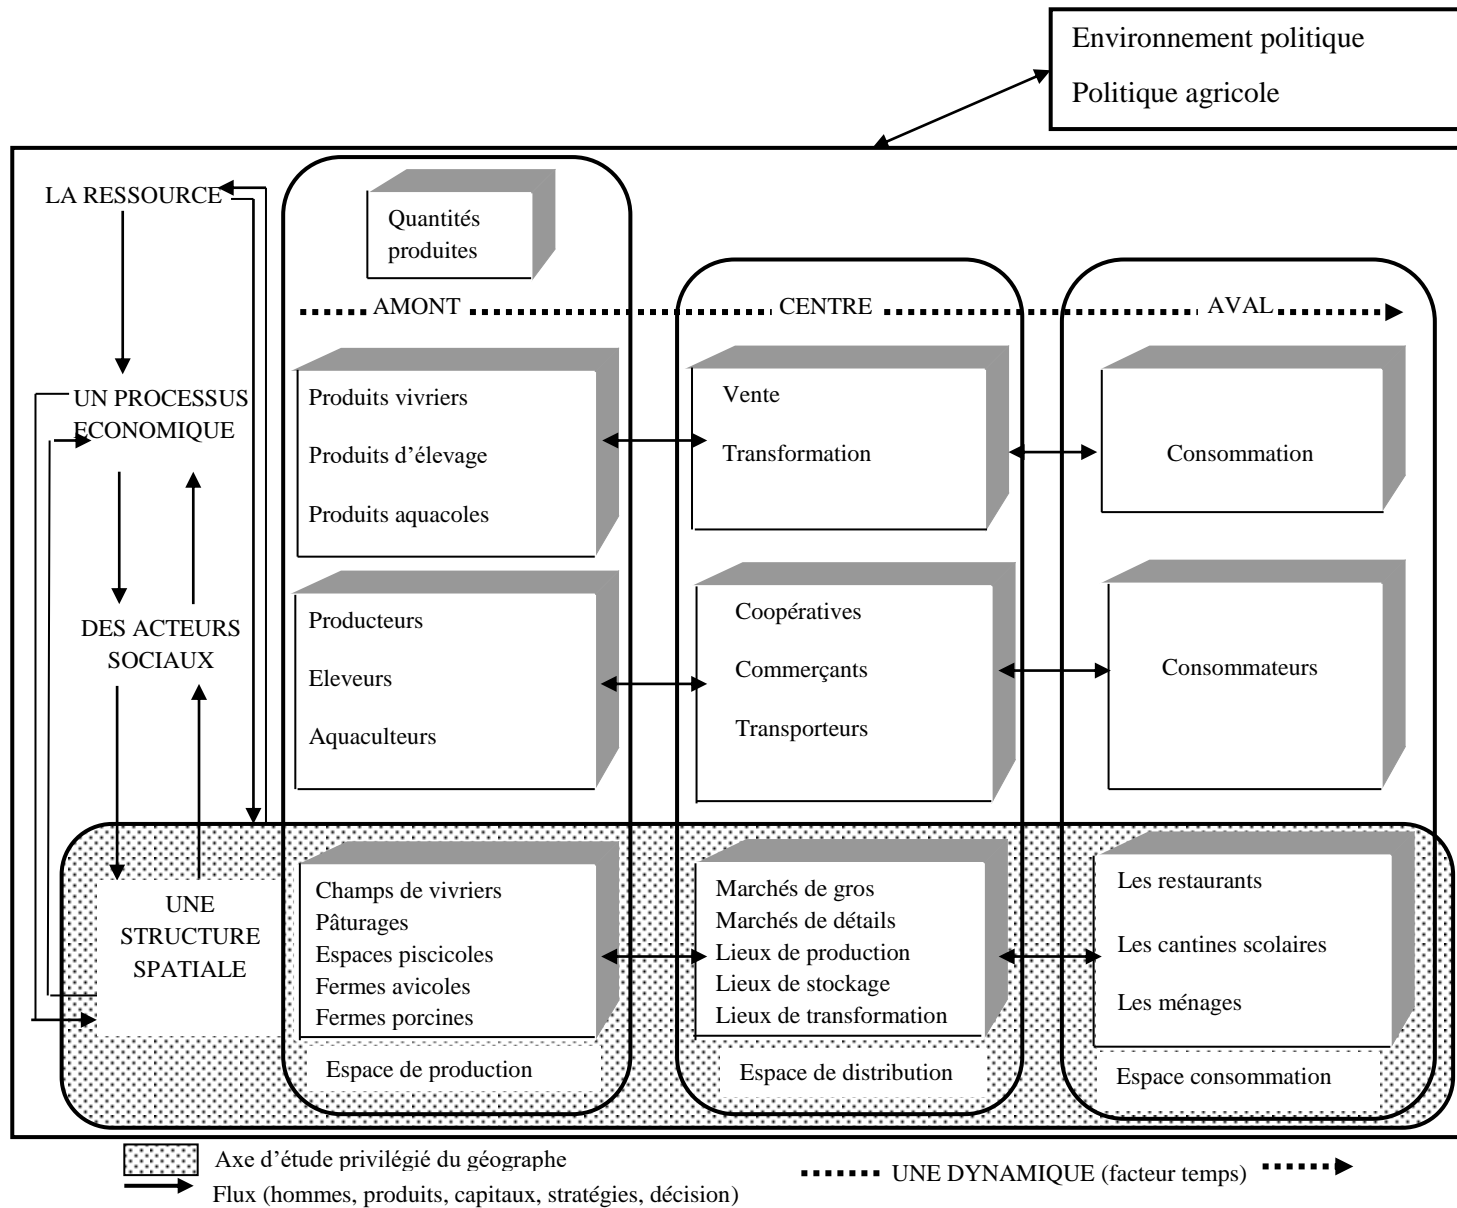 Environnement politique
Politique agricole
LA RESSOURCE
Quantités
produites
AMONT
CENTRE
AVAL
UN PROCESSUS
ECONOMIQUE
Produits vivriers
Produits d’élevage
Produits aquacoles
Vente
Transformation
Consommation
DES ACTEURS
SOCIAUX
Producteurs
Eleveurs
Aquaculteurs
Coopératives
Commerçants
Transporteurs
Consommateurs
UNE
STRUCTURE
SPATIALE
Champs de vivriers
Pâturages
Espaces piscicoles
Fermes avicoles
Fermes porcines
Espace de production
Marchés de gros
Marchés de détails
Lieux de production
Lieux de stockage
Lieux de transformation
Espace de distribution
Les restaurants
Les cantines scolaires
Les ménages
Espace consommation
Axe d’étude privilégié du géographe
Flux (hommes, produits, capitaux, stratégies, décision)
UNE DYNAMIQUE (facteur temps)